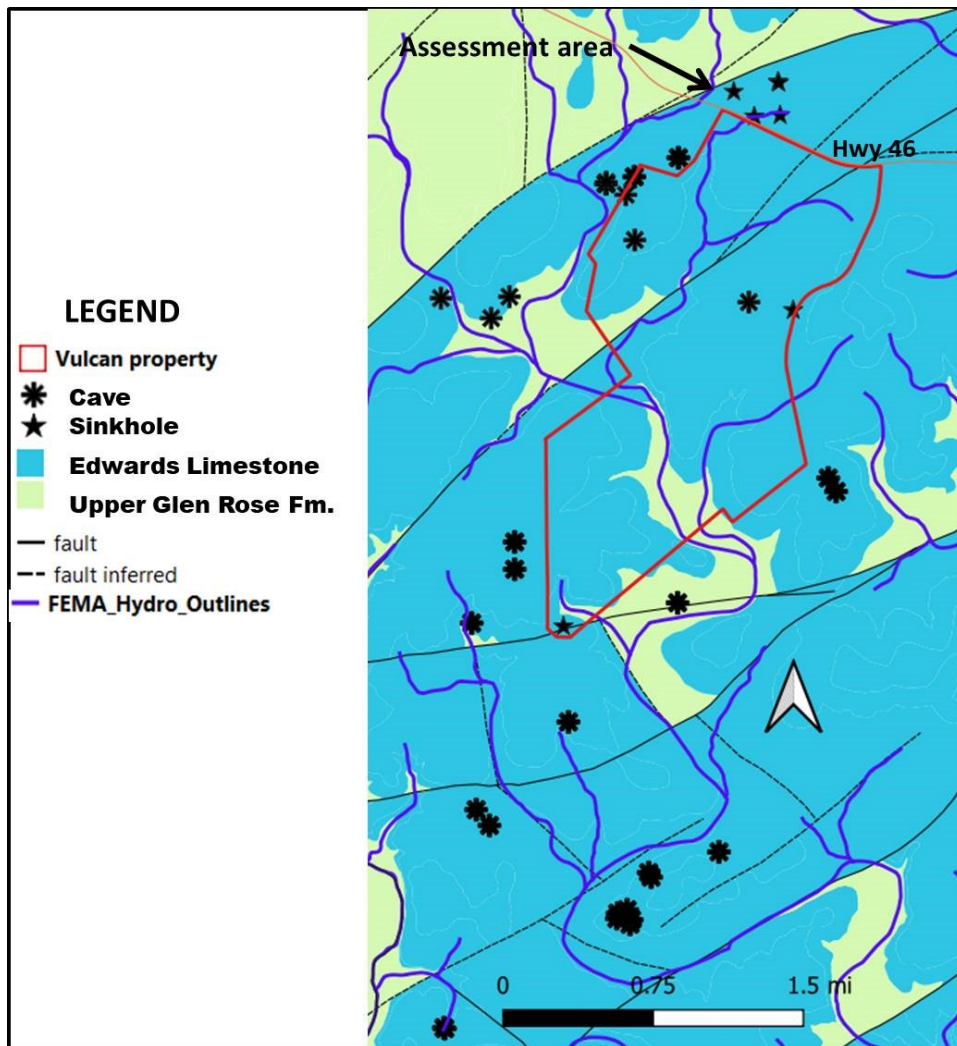 Assessment area
Hwy 46
LEGEND
Vulcan property
Cave
Sinkhole
Edwards Limestone
Upper Glen Rose Fm.
fault
fault inferred
FEMA_Hydro_Outlines
0 0.75 1.5 mi